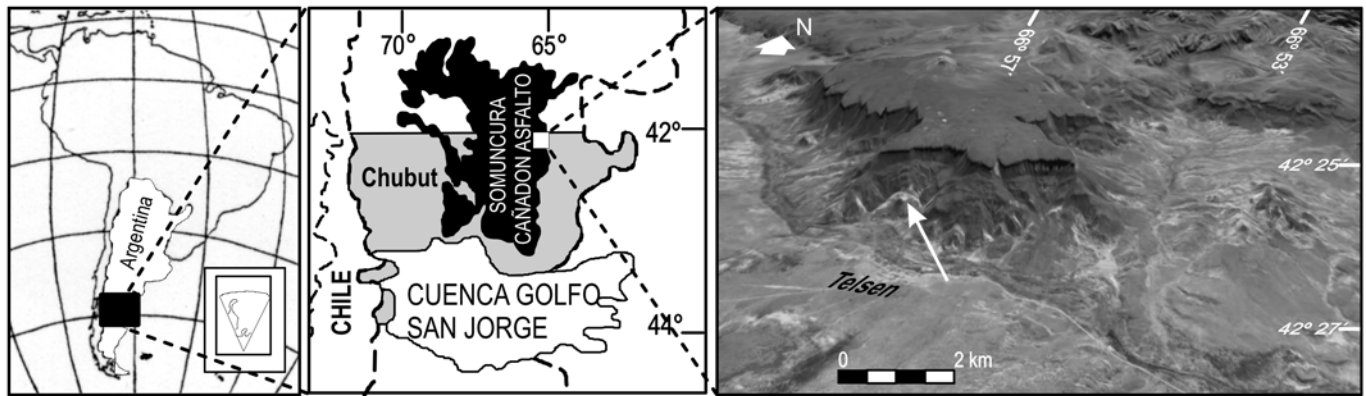 Argentina
70°
65°
42°
44°
Chubut
SOMUNCURA
CAÑADON ASFALTO
CHILE
CUENCA GOLFO
SAN JORGE
N
66° 57´
66° 53´
42° 25´
42° 27´
Telsen
0
2 km